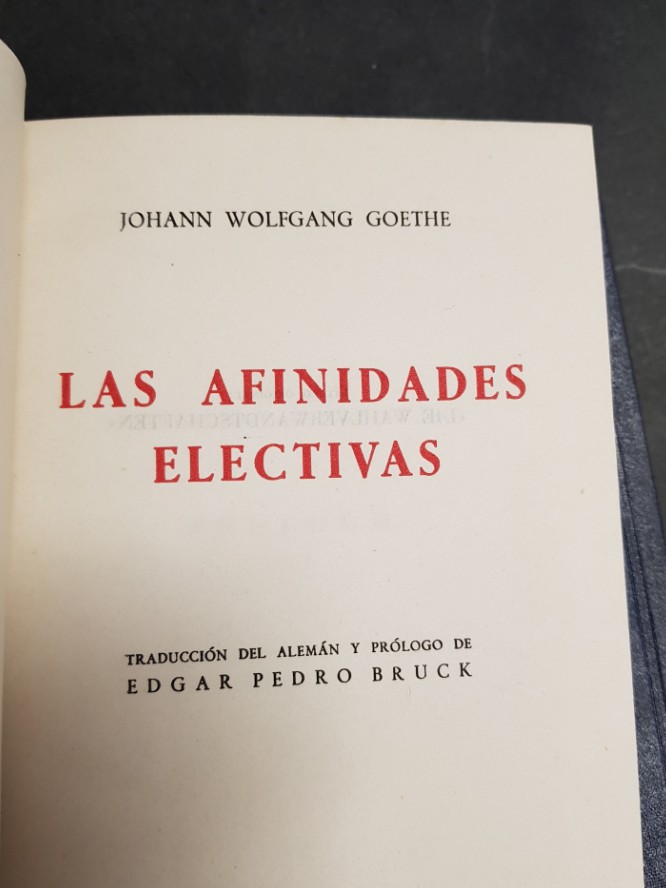 JOHANN WOLFGANG GOETHE
LAS AFINIDADES
ELECTIVAS
TRADUCCIÓN DEL ALEMÁN Y PRÓLOGO DE
EDGAR PEDRO BRUCK